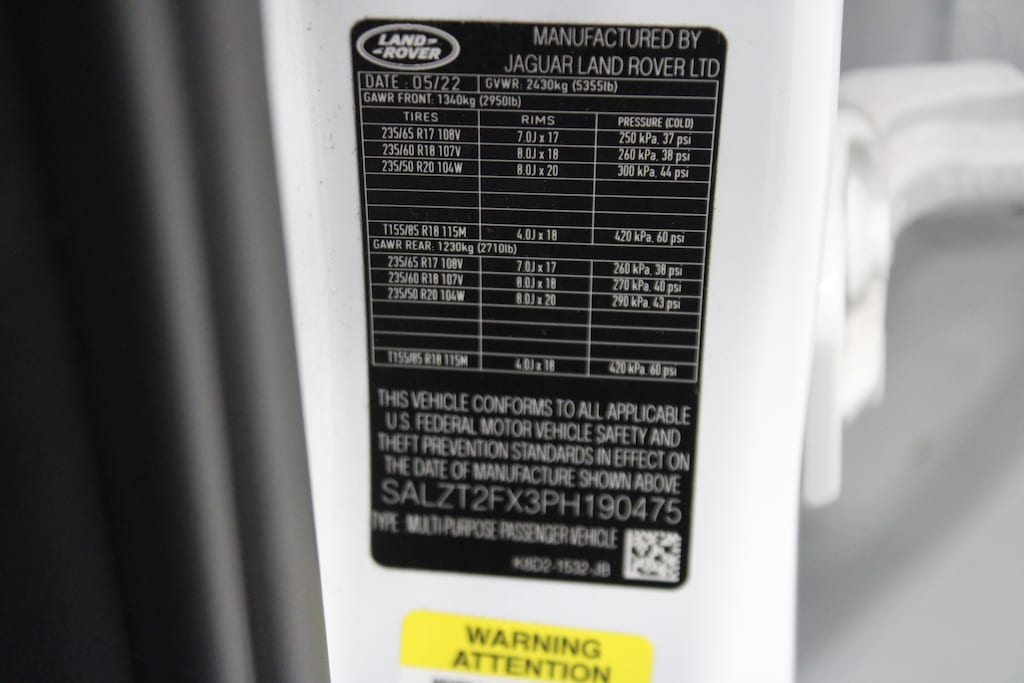 LAND-
-ROVER
MANUFACTURED BY
JAGUAR LAND ROVER LTD
DATE : 05/22 GVWR: 2430kg (5355lb)
GAWR FRONT: 1340kg (2950lb)
TIRES RIMS PRESSURE (COLD)
235/65 R17 108V 7.0J x 17 250 kPa, 37 psi
235/60 R18 107V 8.0J x 18 260 kPa, 38 psi
235/50 R20 104W 8.0J x 20 300 kPa, 44 psi
T155/85 R18 115M 4.0J x 18 420 kPa, 60 psi
GAWR REAR: 1230kg (2710lb)
235/65 R17 108V 7.0J x 17 260 kPa, 38 psi
235/60 R18 107V 8.0J x 18 270 kPa, 40 psi
235/50 R20 104W 8.0J x 20 290 kPa, 43 psi
T155/85 R18 115M 4.0J x 18 420 kPa, 60 psi
THIS VEHICLE CONFORMS TO ALL APPLICABLE
U.S. FEDERAL MOTOR VEHICLE SAFETY AND
THEFT PREVENTION STANDARDS IN EFFECT ON
THE DATE OF MANUFACTURE SHOWN ABOVE
SALZT2FX3PH190475
TYPE : MULTI-PURPOSE PASSENGER VEHICLE
K8D2-1532-JB
WARNING
ATTENTION